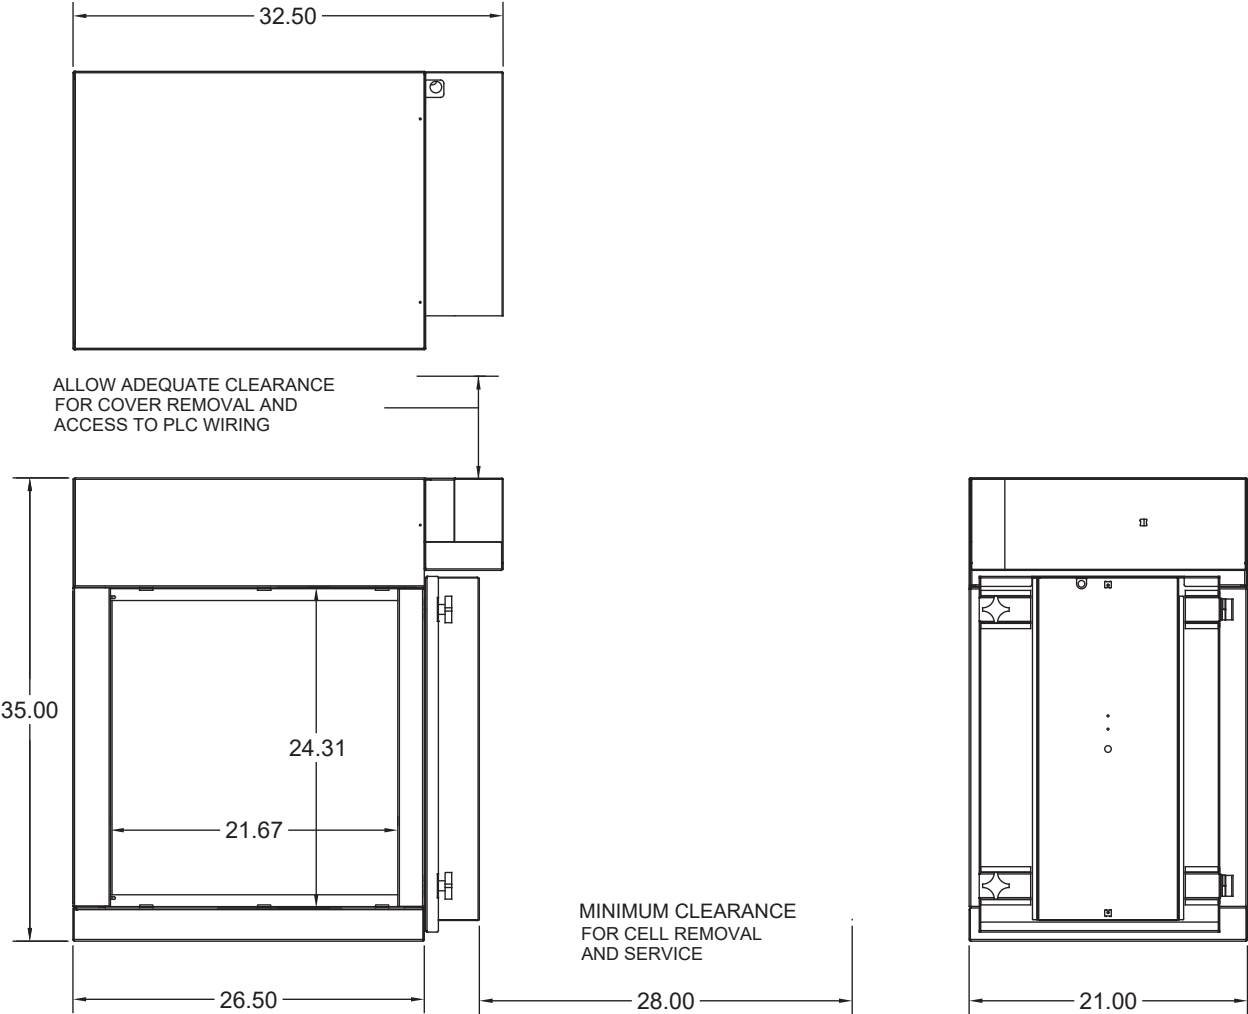 32.50
ALLOW ADEQUATE CLEARANCE
FOR COVER REMOVAL AND
ACCESS TO PLC WIRING
35.00
24.31
21.67
MINIMUM CLEARANCE
FOR CELL REMOVAL
AND SERVICE
26.50
28.00
21.00